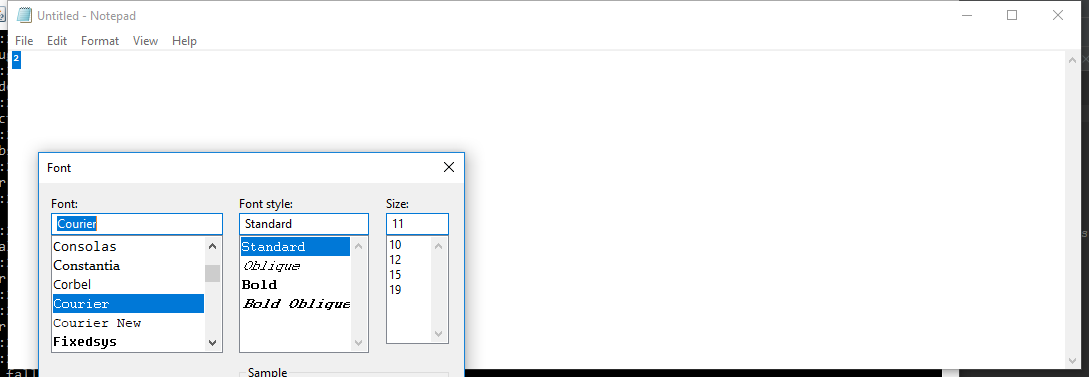 Untitled - Notepad
File Edit Format View Help
²
Font
Font: Font style: Size:
Courier Standard 11
Consolas Standard 10
Constantia Oblique 12
Corbel Bold 15
Courier Bold Oblique 19
Courier New
Fixedsys
Sample